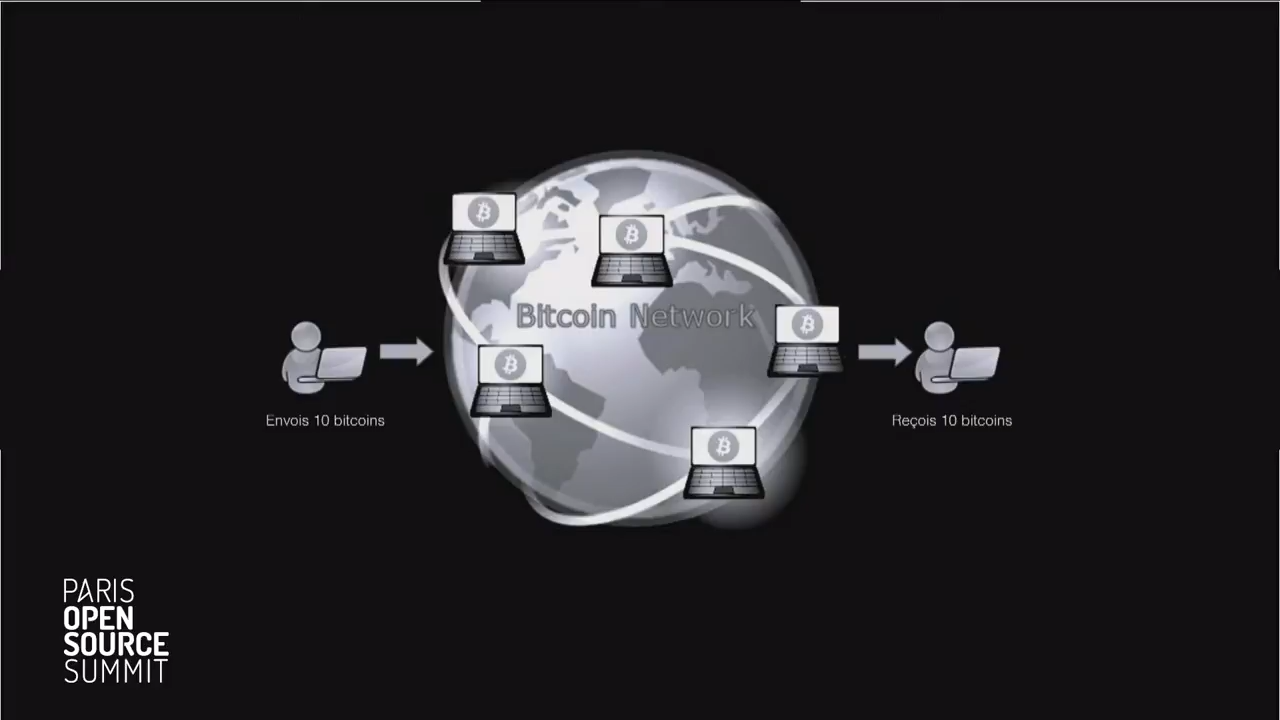 Bitcoin Network
Envois 10 bitcoins
Reçois 10 bitcoins
PARIS
OPEN
SOURCE
SUMMIT